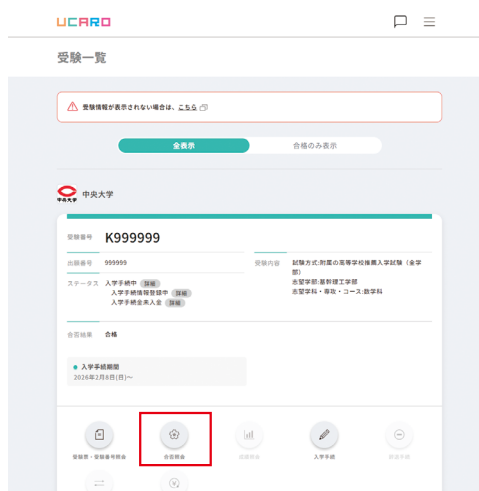 UCARO
受験一覧
受験情報が表示されない場合は、こちら
全表示
合格のみ表示
中央大学
中央大学
受験番号 K999999
出願番号 999999
ステータス 入学手続中 詳細
入学手続情報登録中 詳細
入学手続金未入金 詳細
受験内容 試験方式:附属の高等学校推薦入学試験（全学
部）
志望学部:基幹理工学部
志望学科・専攻・コース:数学科
合否結果 合格
入学手続期間
2026年2月8日(日)～
受験票・受験番号照会
合否照会
成績照会
入学手続
辞退手続